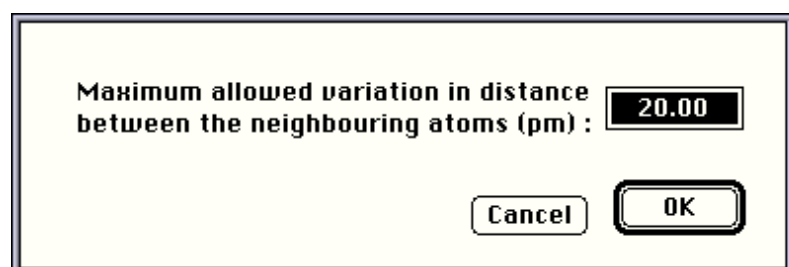 Maximum allowed variation in distance
between the neighbouring atoms (pm) : 20.00
Cancel OK